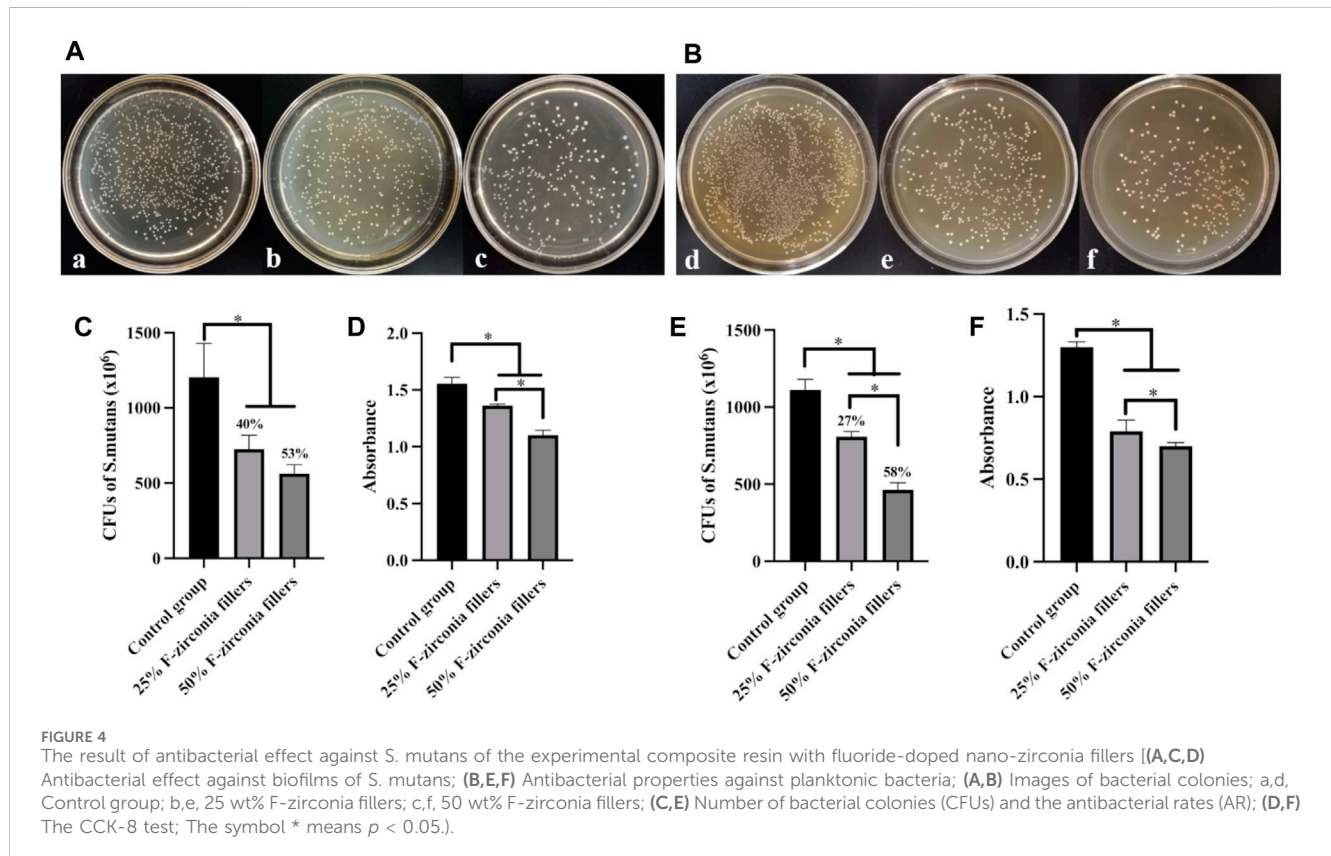 A
B
a
b
c
d
e
f
C
CFUs of S.mutans (x10⁶)
1500
1000
500
0
*
40%
53%
Control group
25% F-zirconia fillers
50% F-zirconia fillers
D
Absorbance
2.0
1.5
1.0
0.5
0.0
*
*
Control group
25% F-zirconia fillers
50% F-zirconia fillers
E
CFUs of S.mutans (x10⁶)
1500
1000
500
0
*
*
27%
58%
Control group
25% F-zirconia fillers
50% F-zirconia fillers
F
Absorbance
1.5
1.0
0.5
0.0
*
*
Control group
25% F-zirconia fillers
50% F-zirconia fillers
FIGURE 4
The result of antibacterial effect against S. mutans of the experimental composite resin with fluoride-doped nano-zirconia fillers [(A,C,D)
Antibacterial effect against biofilms of S. mutans; (B,E,F) Antibacterial properties against planktonic bacteria; (A,B) Images of bacterial colonies; a,d,
Control group; b,e, 25 wt% F-zirconia fillers; c,f, 50 wt% F-zirconia fillers; (C,E) Number of bacterial colonies (CFUs) and the antibacterial rates (AR); (D,F)
The CCK-8 test; The symbol * means p < 0.05.).